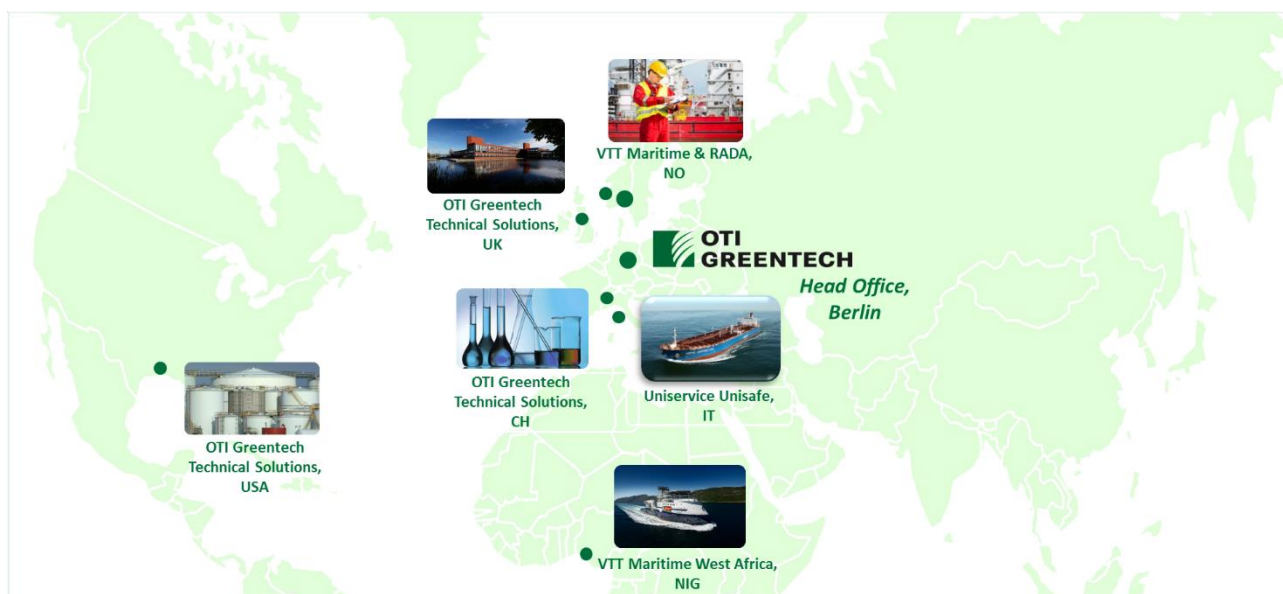 VTT Maritime & RADA,
NO
OTI Greentech
Technical Solutions,
UK
OTI
GREENTECH
Head Office,
Berlin
OTI Greentech
Technical Solutions,
CH
Uniservice Unisafe,
IT
OTI Greentech
Technical Solutions,
USA
VTT Maritime West Africa,
NIG